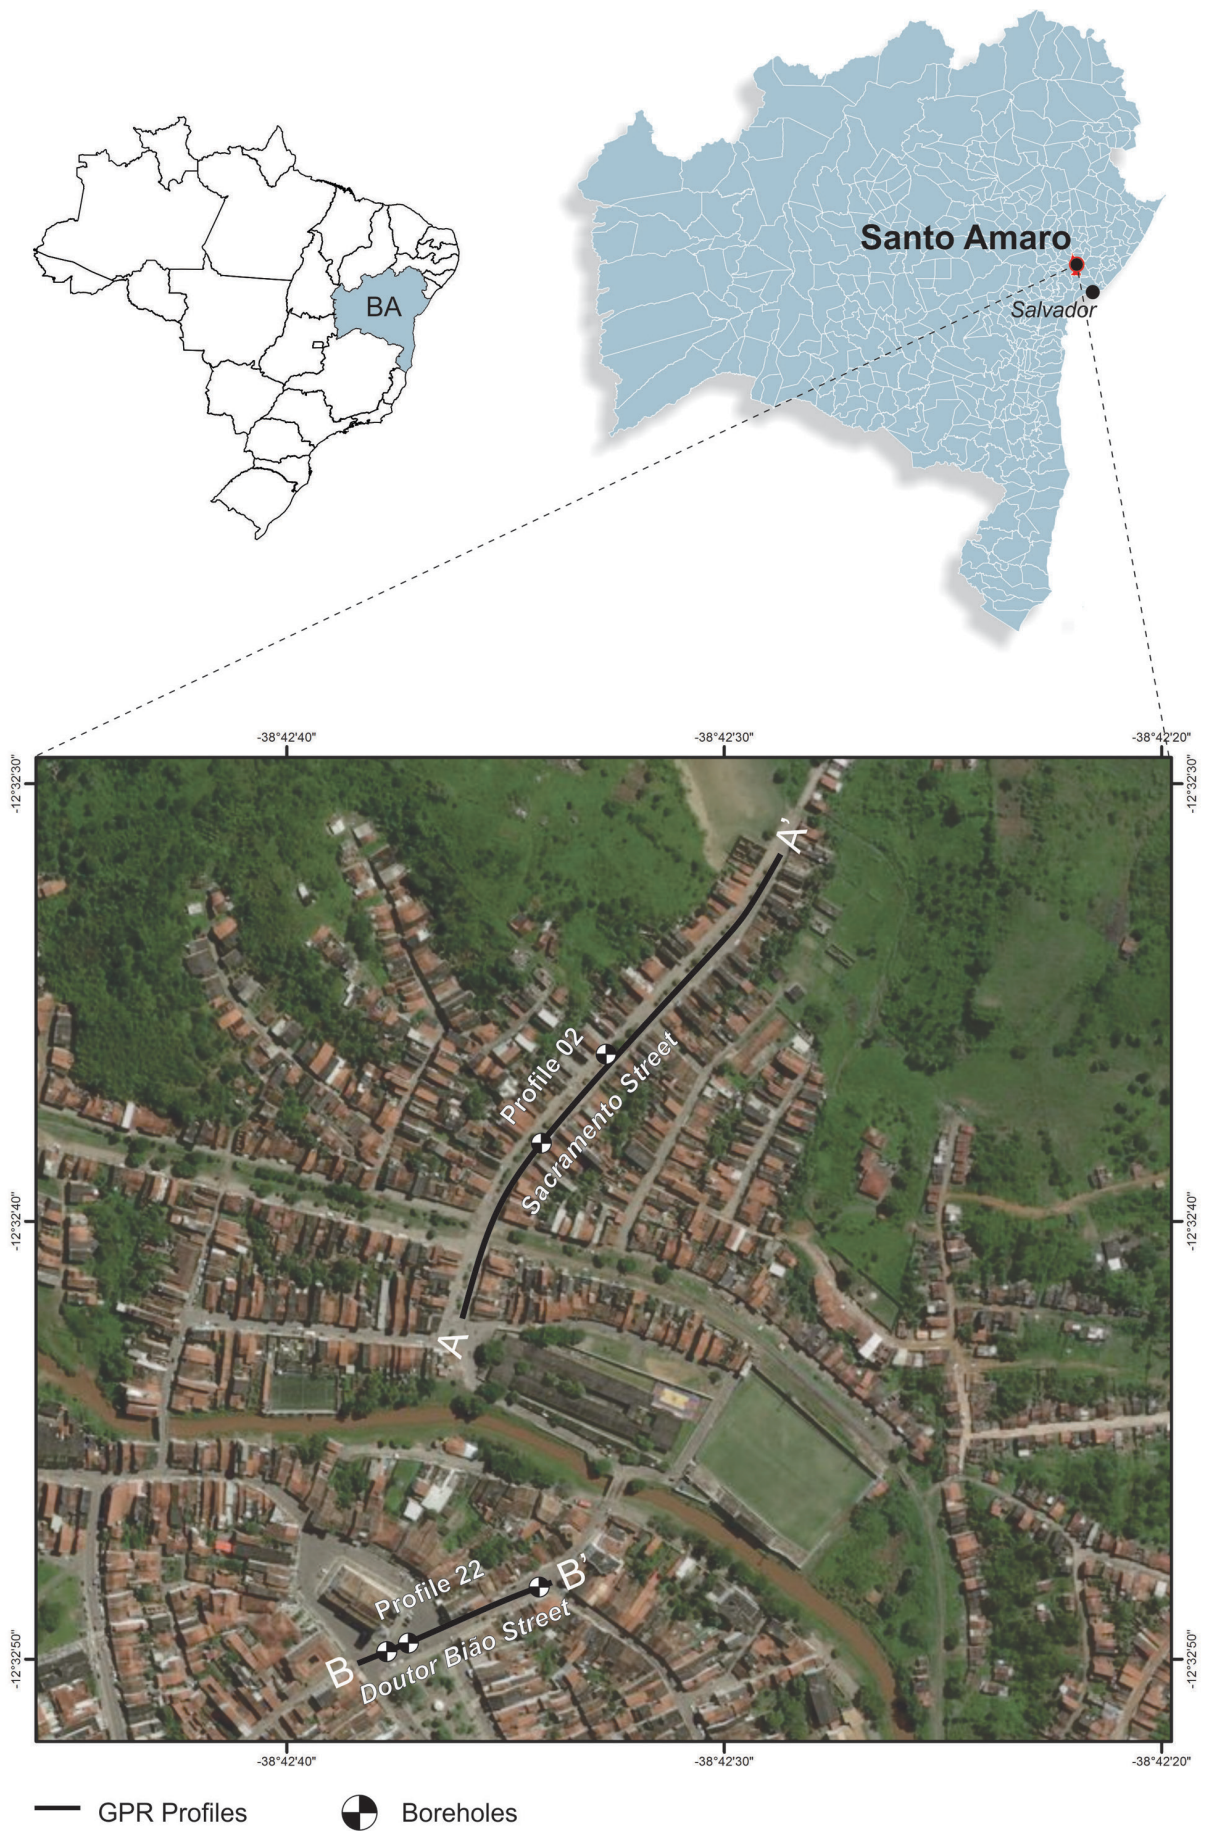 BA
Santo Amaro
Salvador
-38°42'40"
-38°42'30"
-38°42'20"
-12°32'30"
-12°32'30"
A'
Profile 02
Sacramento Street
-12°32'40"
-12°32'40"
A
B'
Profile 22
Doutor Bião Street
B
-12°32'50"
-12°32'50"
-38°42'40"
-38°42'30"
-38°42'20"
GPR Profiles
Boreholes